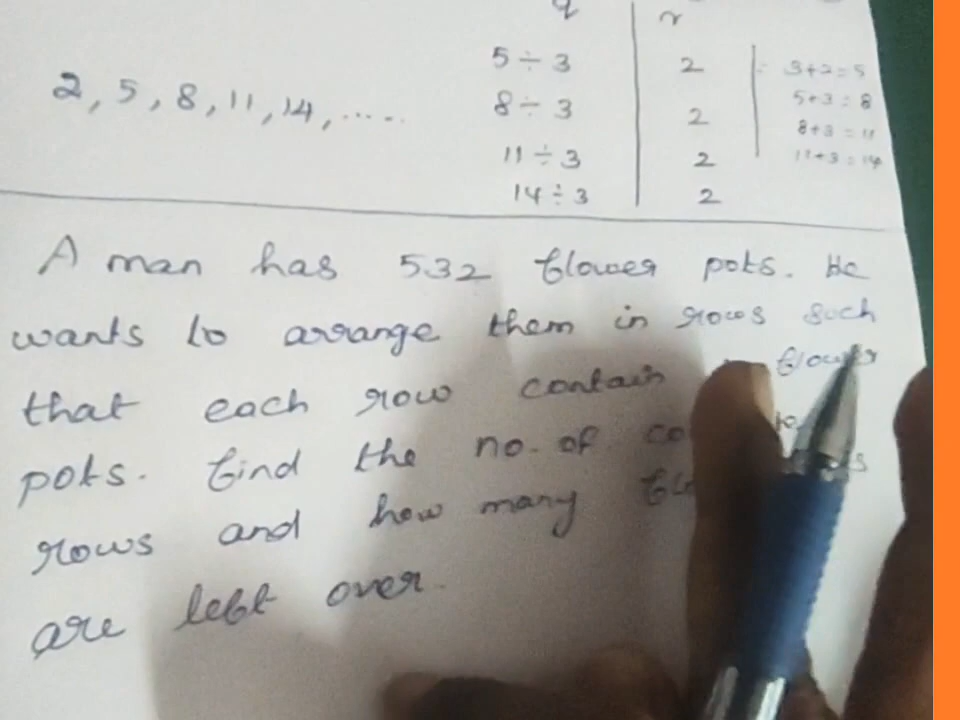 q r
2, 5, 8, 11, 14, .....
5 ÷ 3 2 3+2=5
8 ÷ 3 2 5+3=8
8+3=11
11 ÷ 3 2 11+3=14
14 ÷ 3 2
A man has 532 flower pots. He
wants to arrange them in rows such
that each row contain flower
pots. find the no. of
rows and how many
are left over.